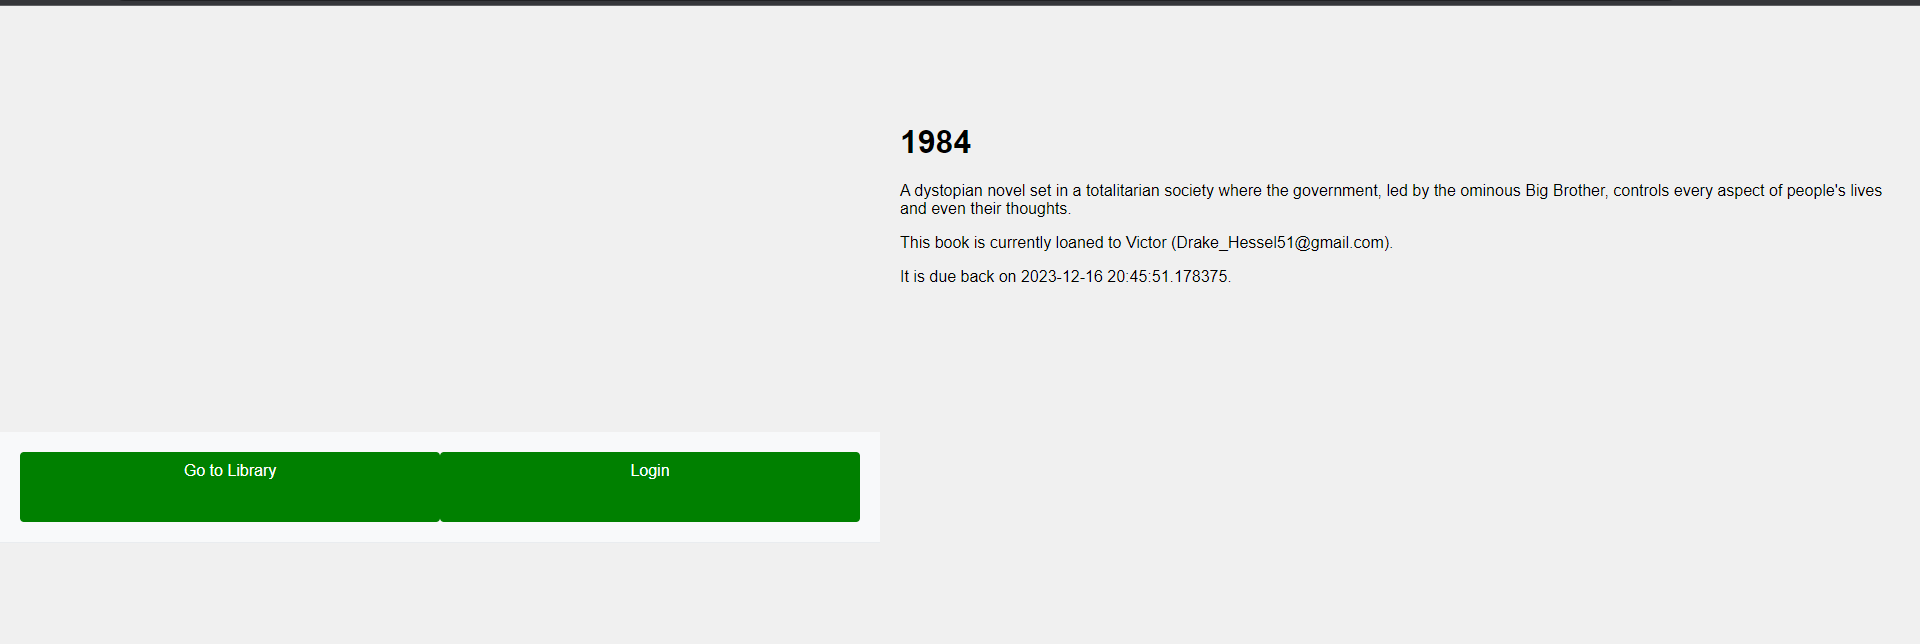 1984
A dystopian novel set in a totalitarian society where the government, led by the ominous Big Brother, controls every aspect of people's lives
and even their thoughts.
This book is currently loaned to Victor (Drake_Hessel51@gmail.com).
It is due back on 2023-12-16 20:45:51.178375.
Go to Library
Login